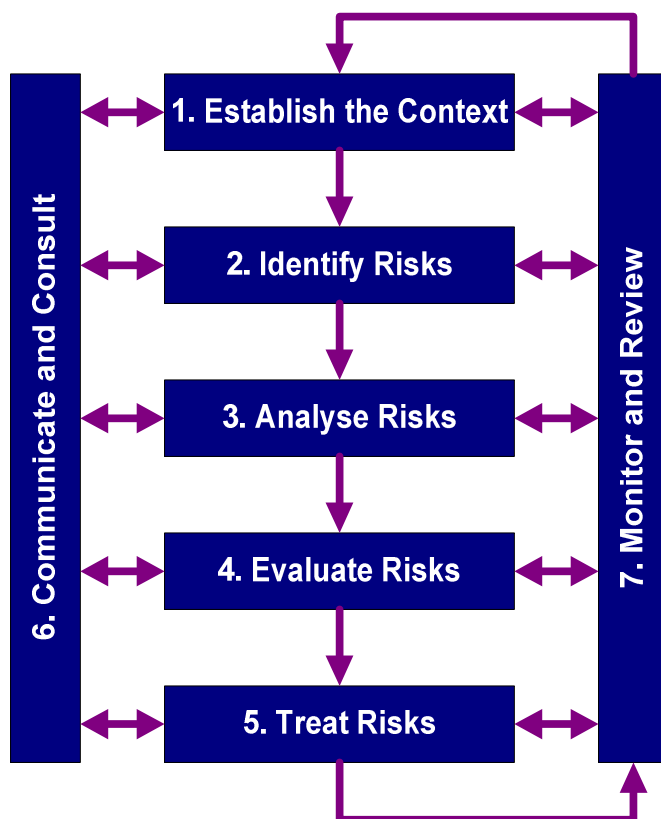 1. Establish the Context
2. Identify Risks
3. Analyse Risks
4. Evaluate Risks
5. Treat Risks
6. Communicate and Consult
7. Monitor and Review